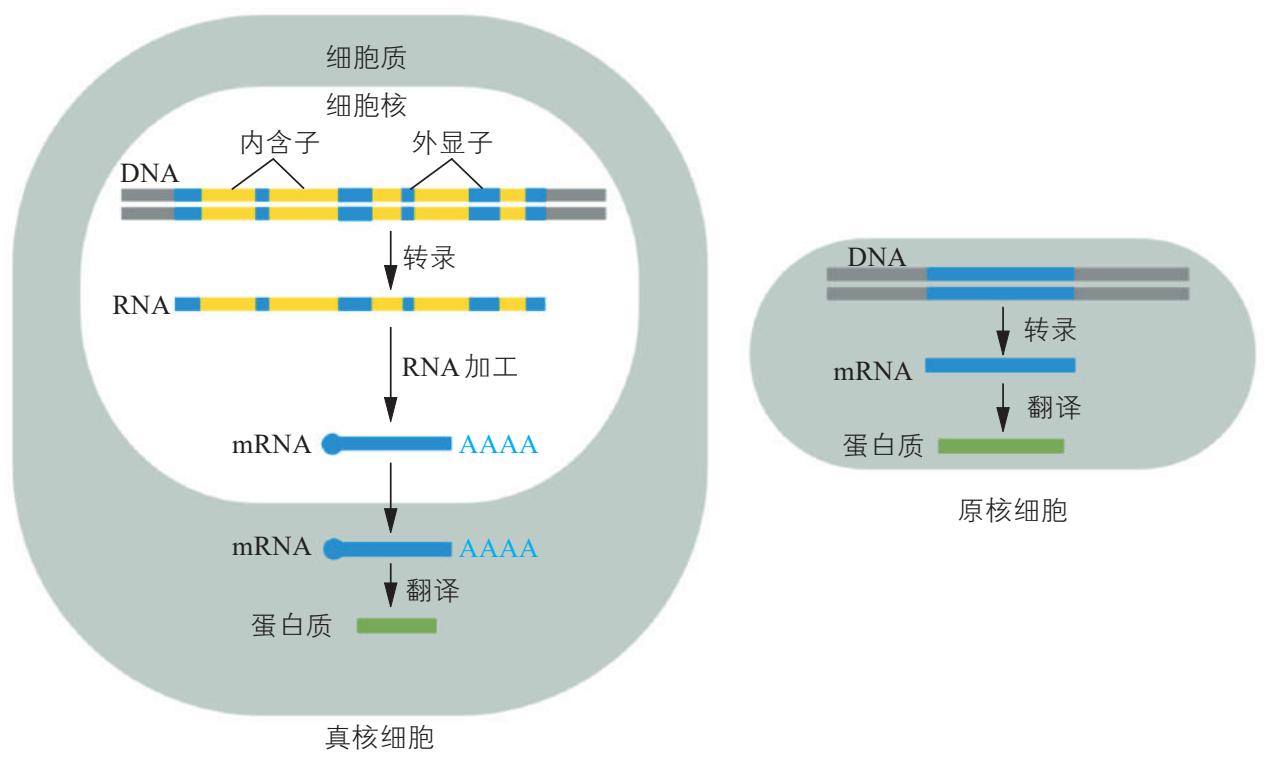 细胞质
细胞核
内含子
外显子
DNA
转录
RNA
RNA 加工
mRNA
AAAA
mRNA
AAAA
翻译
蛋白质
真核细胞
DNA
转录
mRNA
翻译
蛋白质
原核细胞